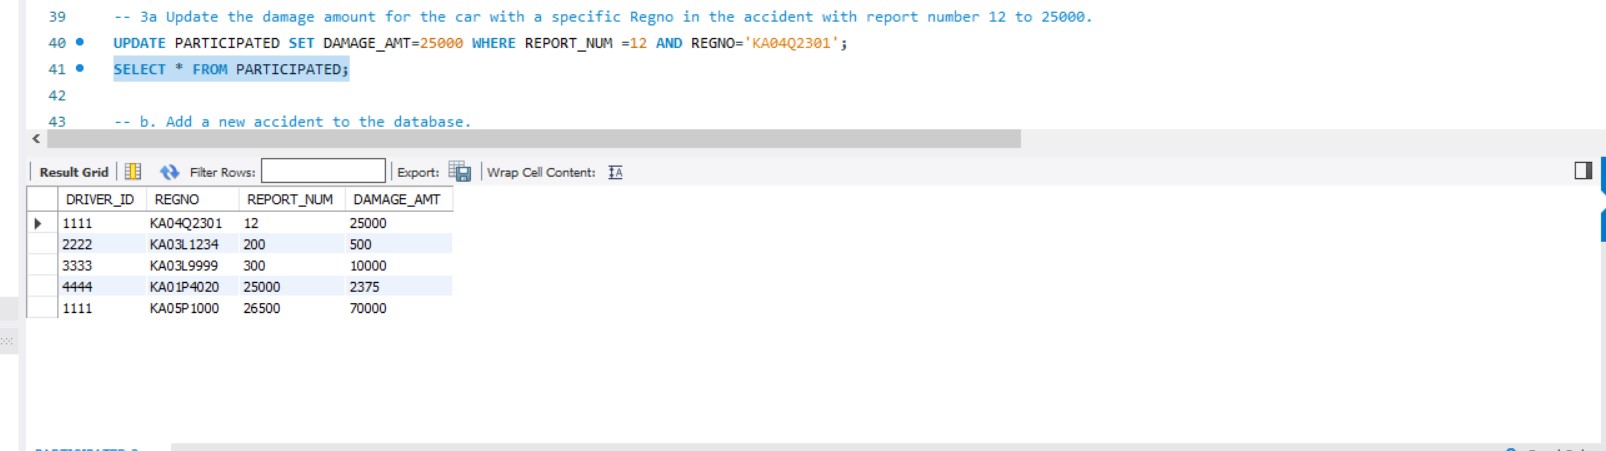 39 -- 3a Update the damage amount for the car with a specific Regno in the accident with report number 12 to 25000.
40 UPDATE PARTICIPATED SET DAMAGE_AMT=25000 WHERE REPORT_NUM =12 AND REGNO='KA04Q2301';
41 SELECT * FROM PARTICIPATED;
42
43 -- b. Add a new accident to the database.
Result Grid Filter Rows: Export: Wrap Cell Content: IA
DRIVER_ID REGNO REPORT_NUM DAMAGE_AMT
1111 KA04Q2301 12 25000
2222 KA03L1234 200 500
3333 KA03L9999 300 10000
4444 KA01P4020 25000 2375
1111 KA05P1000 26500 70000